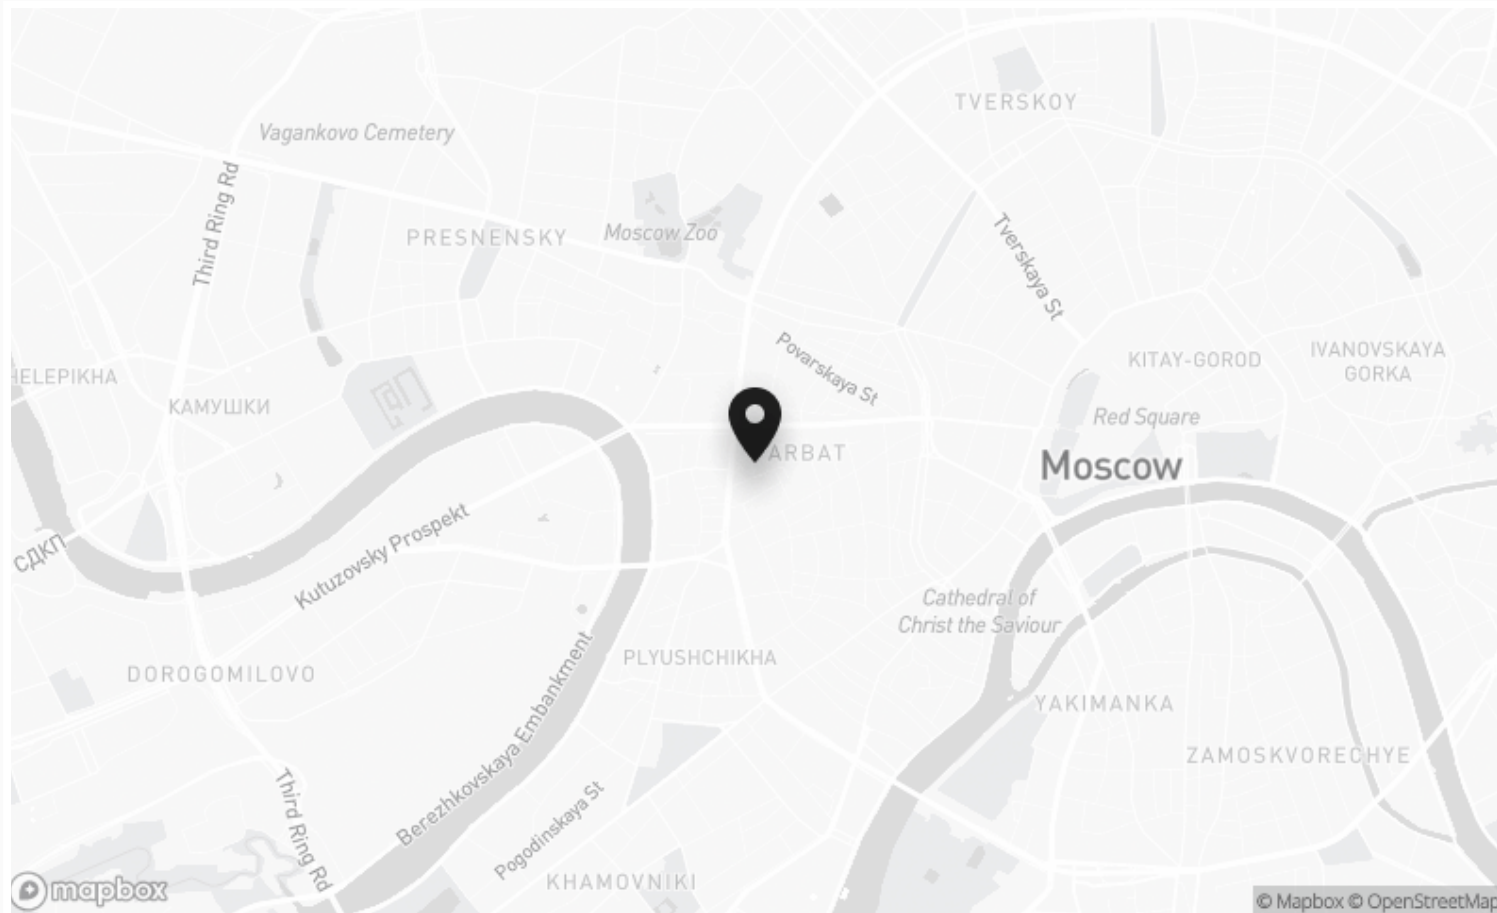 TVERSKOY
Vagankovo Cemetery
Third Ring Rd
PRESNENSKY
Moscow Zoo
Tverskaya St
Povarskaya St
KITAY-GOROD
IVANOVSKAYA
GORKA
HELEPIKHA
КАМУШКИ
Red Square
ARBAT
Moscow
СДКП
Kutuzovsky Prospekt
Cathedral of
Christ the Saviour
PLYUSHCHIKHA
DOROGOMILOVO
Berezhkovskaya Embankment
YAKIMANKA
ZAMOSKVORECHYE
Third Ring Rd
Pogodinskaya St
KHAMOVNIKI
mapbox
© Mapbox © OpenStreetMap